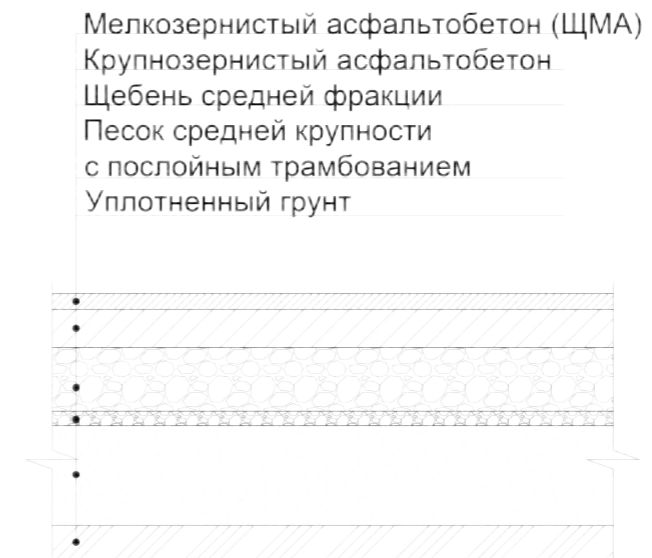 Мелкозернистый асфальтобетон (ЩМА)
Крупнозернистый асфальтобетон
Щебень средней фракции
Песок средней крупности
с послойным трамбованием
Уплотненный грунт